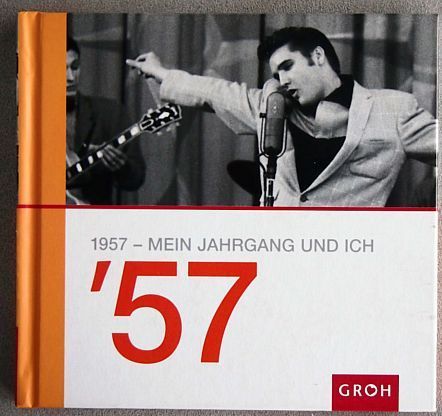 1957 – MEIN JAHRGANG UND ICH
'57
GROH